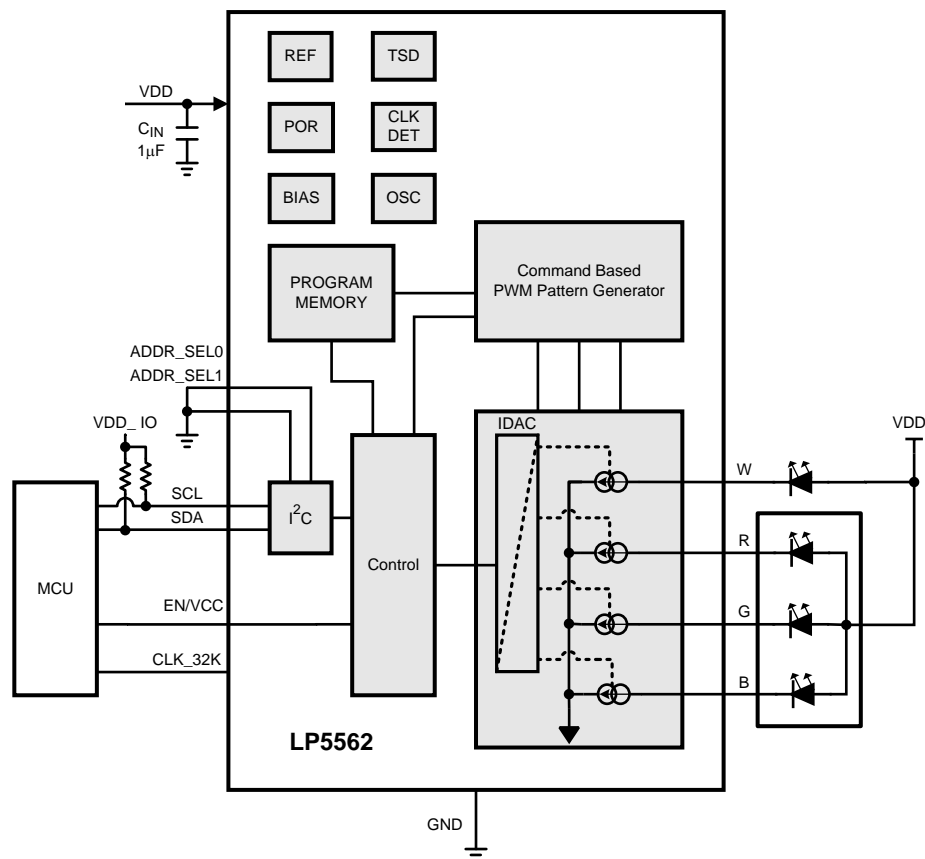 REF
TSD
VDD
POR
CLK
DET
C_IN
1μF
BIAS
OSC
PROGRAM
MEMORY
Command Based
PWM Pattern Generator
ADDR_SEL0
ADDR_SEL1
VDD_ IO
IDAC
VDD
W
SCL
I²C
SDA
R
MCU
Control
EN/VCC
G
CLK_32K
B
LP5562
GND